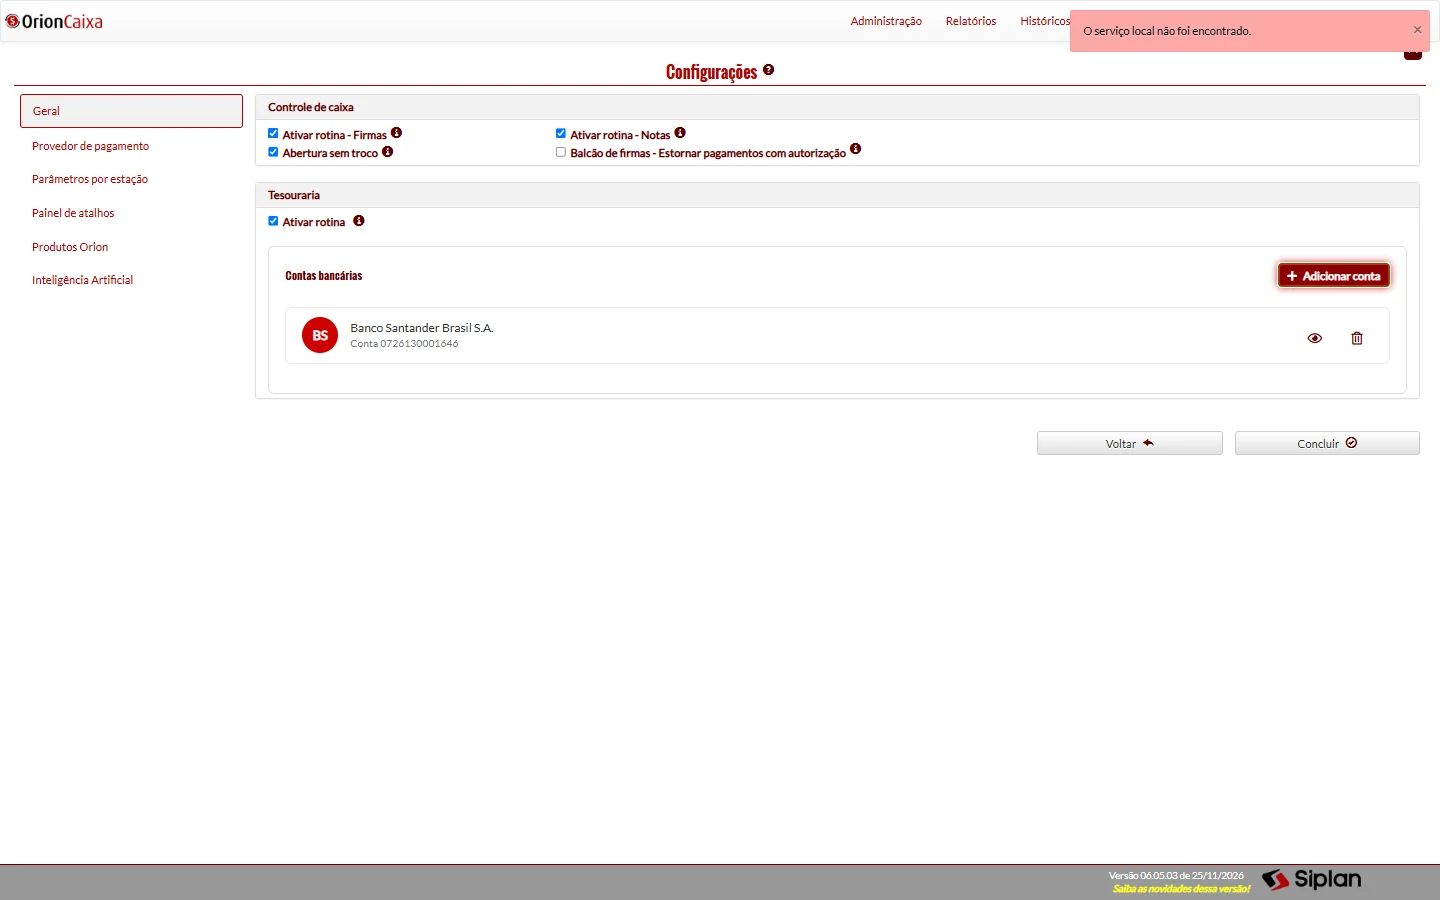 OrionCaixa
Administração Relatórios Históricos
O serviço local não foi encontrado. ×
Configurações
Geral
Provedor de pagamento
Parâmetros por estação
Painel de atalhos
Produtos Orion
Inteligência Artificial
Controle de caixa
Ativar rotina - Firmas
Ativar rotina - Notas
Abertura sem troco
Balcão de firmas - Estornar pagamentos com autorização
Tesouraria
Ativar rotina
Contas bancárias
+ Adicionar conta
BS
Banco Santander Brasil S.A.
Conta 0726130001646
Voltar
Concluir
Versão 06.05.03 de 25/11/2026
Saiba as novidades dessa versão!
Siplan